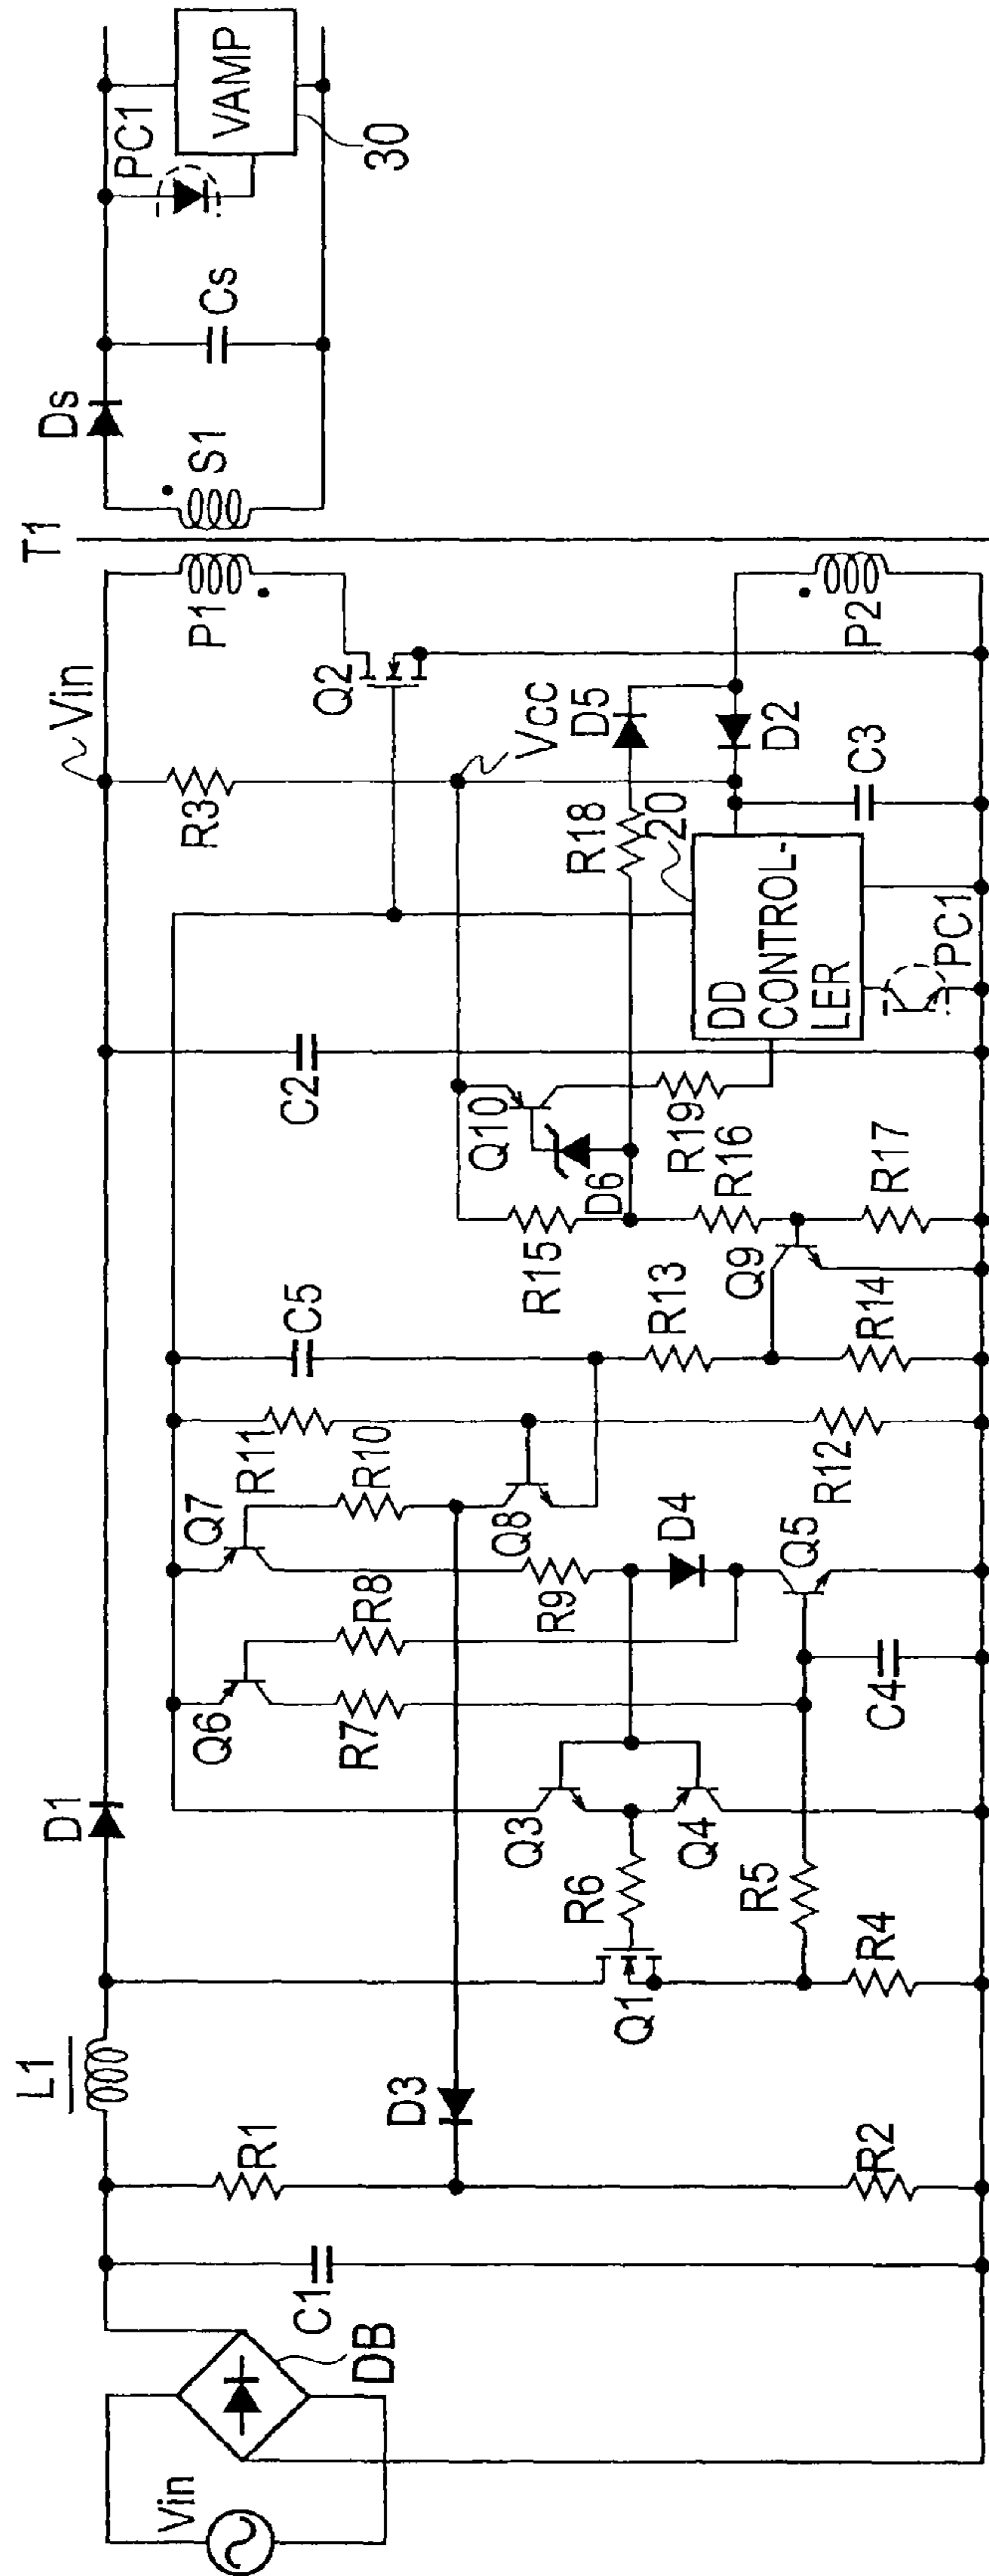 Vin
DB
C1
R1
R2
L1
D3
D1
Q1
R4
R5
R6
Q3
Q4
Q6
R7
R8
C4
Q7
R9
D4
Q5
R10
Q8
R11
R12
C5
R13
R14
Q9
R15
R16
R17
Q10
D6
R19
C2
R18
D5
20
DD
CONTROL-
LER
PC1
R3
Vin
Vcc
D2
C3
Q2
T1
P1
P2
S1
Ds
Cs
PC1
VAMP
30